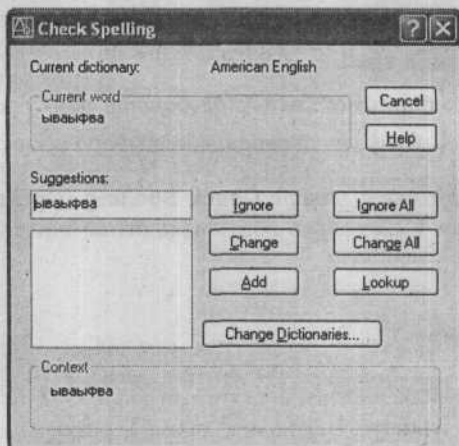 Check Spelling
Current dictionary: American English
Current word
ываыфва
Cancel
Help
Suggestions:
ываыфва
Ignore Ignore All
Change Change All
Add Lookup
Change Dictionaries...
Context
ываыфва